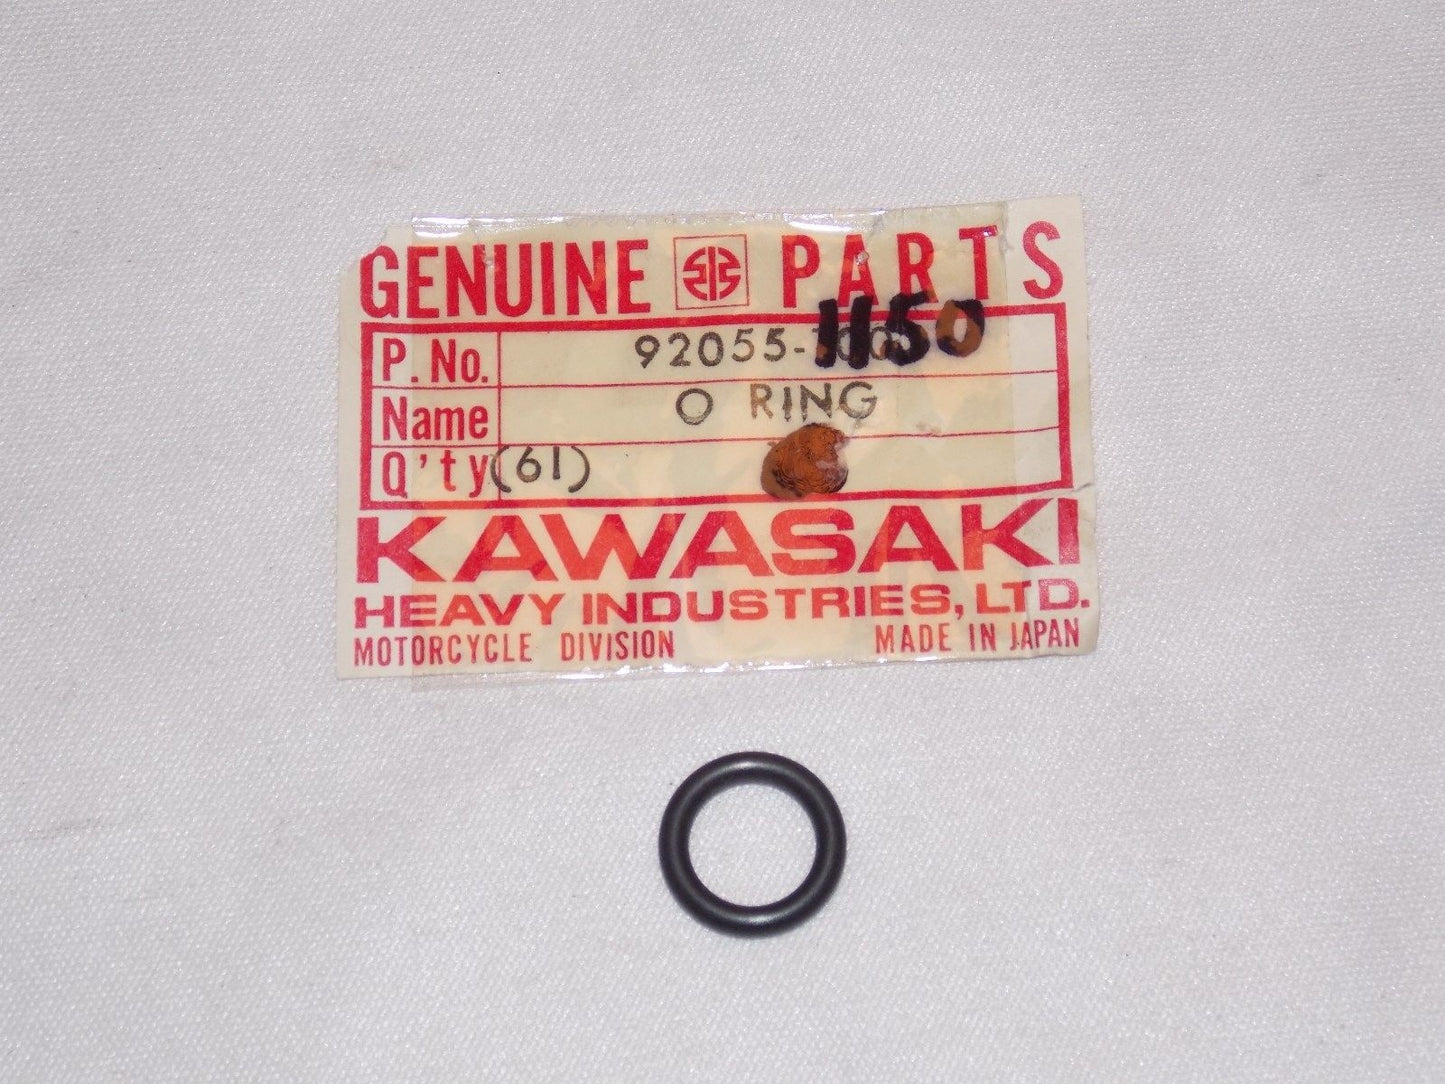 GENUINE PARTS
P. No. 92055-1150
Name O RING
Q'ty (61)
KAWASAKI
HEAVY INDUSTRIES, LTD.
MOTORCYCLE DIVISION MADE IN JAPAN